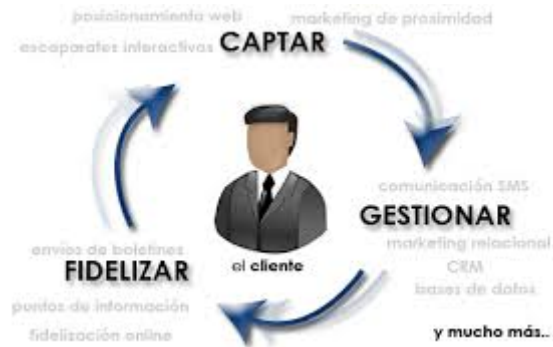 posicionamiento web
marketing de proximidad
escaparates interactivos
CAPTAR
comunicación SMS
GESTIONAR
marketing relacional
CRM
bases de datos
envíos de boletines
FIDELIZAR
el cliente
puntos de información
fidelización online
y mucho más..